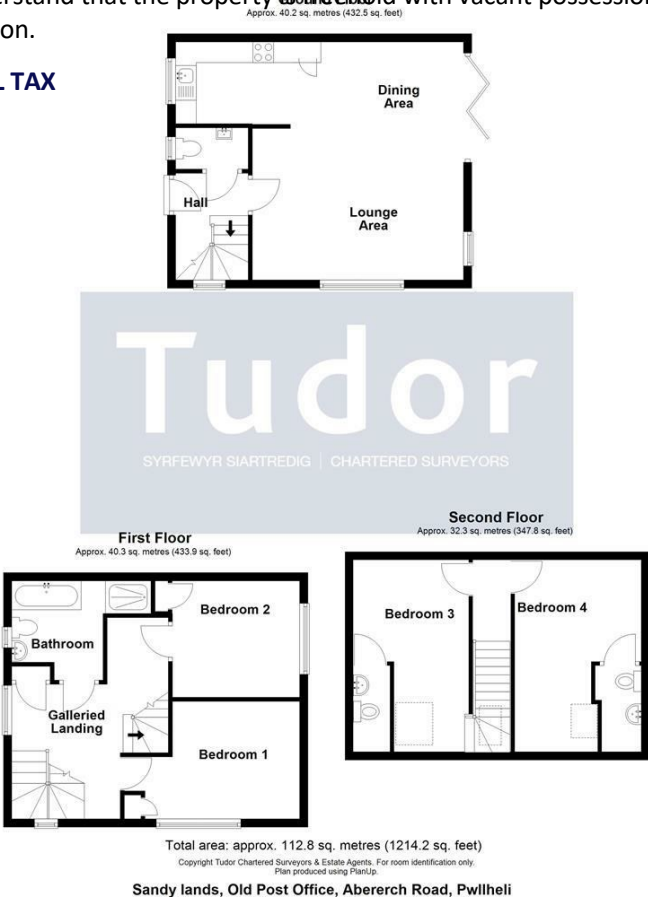 erstand that the property with vacant possession
on.
L TAX
Approx. 40.2 sq. metres (432.5 sq. feet)
Dining
Area
Hall
Lounge
Area
Tudor
SYRFEWYR SIARTREDIG | CHARTERED SURVEYORS
First Floor
Approx. 40.3 sq. metres (433.9 sq. feet)
Second Floor
Approx. 32.3 sq. metres (347.8 sq. feet)
Bedroom 2
Bathroom
Galleried
Landing
Bedroom 1
Bedroom 3
Bedroom 4
Total area: approx. 112.8 sq. metres (1214.2 sq. feet)
Copyright Tudor Chartered Surveyors & Estate Agents. For room identification only.
Plan produced using PlanUp.
Sandy lands, Old Post Office, Abererch Road, Pwllheli